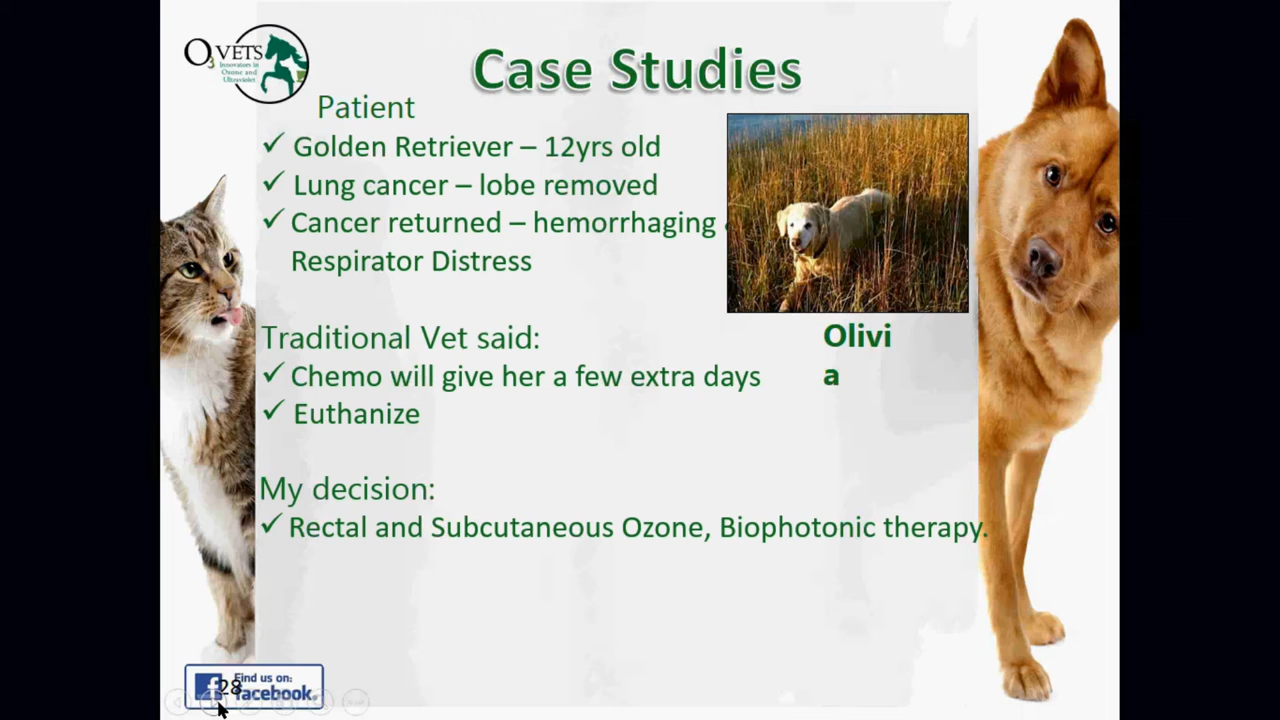 O3VETS
Innovators in
Ozone and
Ultraviolet
Case Studies
Patient
✓ Golden Retriever – 12yrs old
✓ Lung cancer – lobe removed
✓ Cancer returned – hemorrhaging
Respirator Distress
Olivi
a
Traditional Vet said:
✓ Chemo will give her a few extra days
✓ Euthanize
My decision:
✓ Rectal and Subcutaneous Ozone, Biophotonic therapy.
Find us on:
facebook.
28